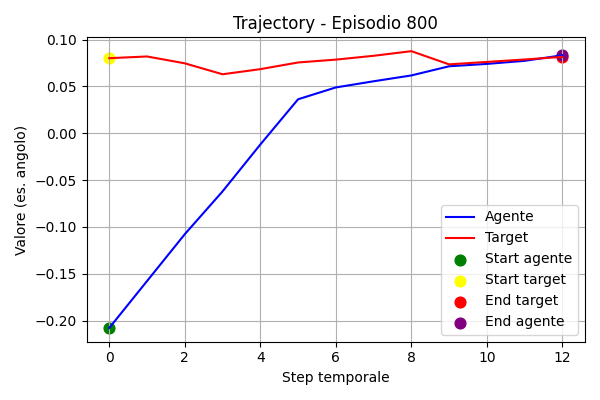 Trajectory - Episodio 800
Valore (es. angolo)
0.10
0.05
0.00
−0.05
−0.10
−0.15
−0.20
0 2 4 6 8 10 12
Step temporale
Agente
Target
Start agente
Start target
End target
End agente